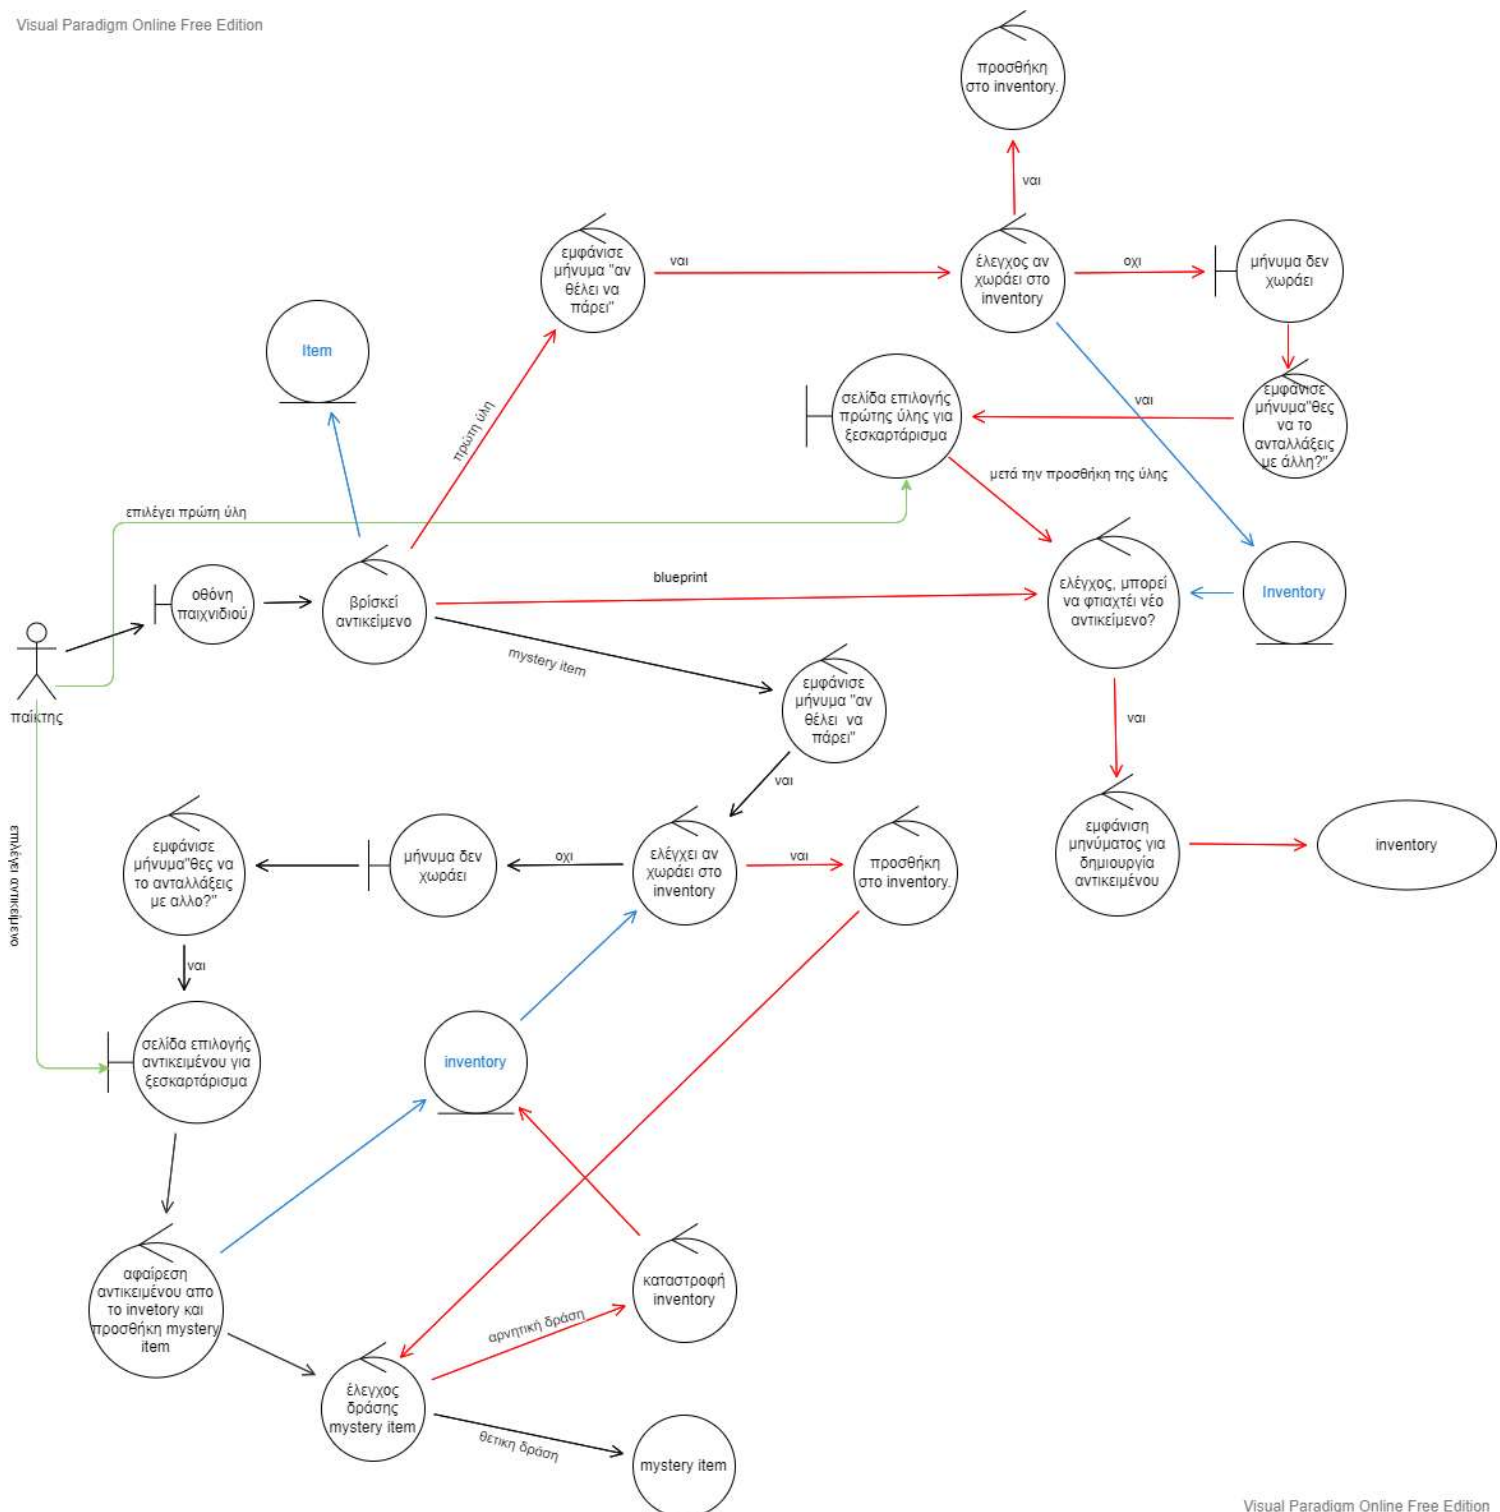 Visual Paradigm Online Free Edition
προσθήκη
στο inventory.
ναι
εμφάνισε
μήνυμα "αν
θέλει να
πάρει"
ναι
έλεγχος αν
χωράει στο
inventory
οχι
μήνυμα δεν
χωράει
Item
πρώτη ύλη
σελίδα επιλογής
πρώτης ύλης για
ξεσκαρτάρισμα
ναι
εμφάνισε
μήνυμα"θες
να το
ανταλλάξεις
με άλλη?"
μετά την προσθήκη της ύλης
επιλέγει πρώτη ύλη
οθόνη
παιχνιδιού
βρίσκεί
αντικείμενο
blueprint
ελέγχος, μπορεί
να φτιαχτέί νέο
αντικείμενο?
Inventory
mystery item
παίκτης
εμφάνισε
μήνυμα "αν
θέλει να
πάρει"
ναι
ναι
επιλέγει αντικείμενο
εμφάνισε
μήνυμα"θες να
το ανταλλάξεις
με αλλο?"
μήνυμα δεν
χωράει
οχι
ελέγχει αν
χωράει στο
inventory
ναι
προσθήκη
στο inventory.
εμφάνιση
μηνύματος για
δημιουργία
αντικειμένου
inventory
ναι
σελίδα επιλογής
αντικειμένου για
ξεσκαρτάρισμα
inventory
αφαίρεση
αντικειμένου απο
το invetory και
προσθήκη mystery
item
καταστροφή
inventory
αρνητική δράση
έλεγχος
δράσης
mystery item
θετικη δράση
mystery item
Visual Paradigm Online Free Edition